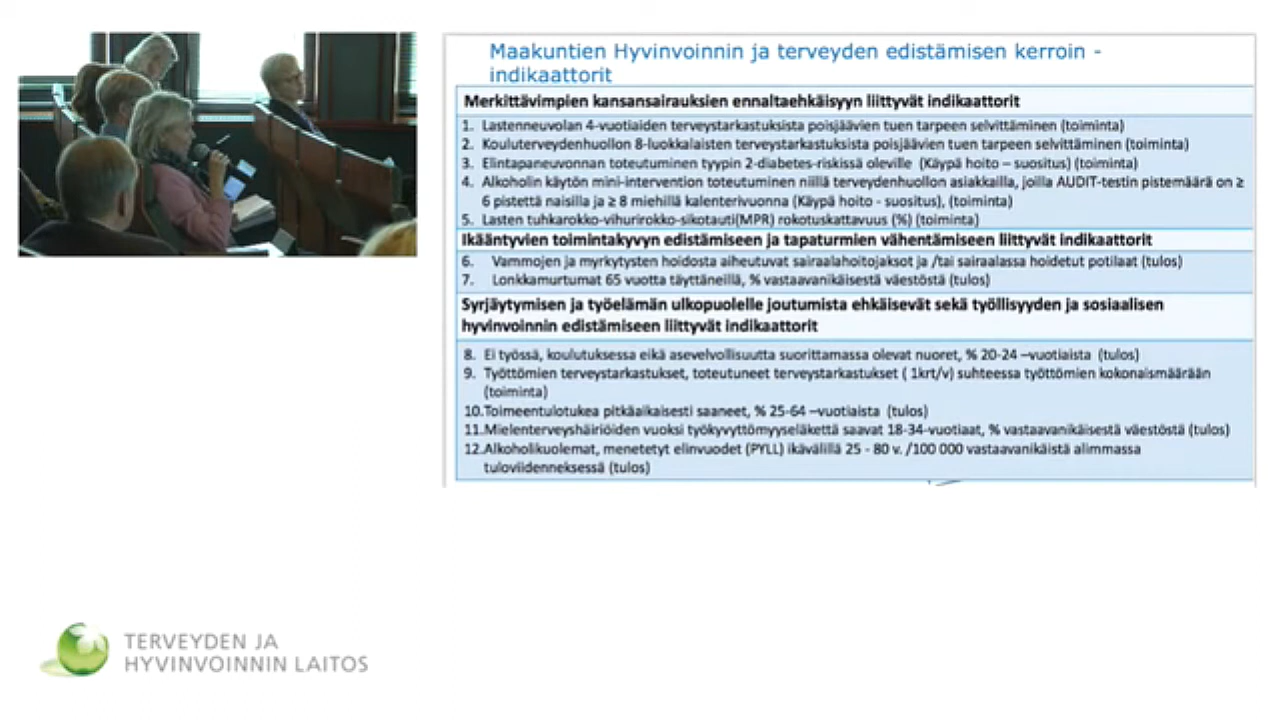 Maakuntien Hyvinvoinnin ja terveyden edistämisen kerroin -
indikaattorit
Merkittävimpien kansansairauksien ennaltaehkäisyyn liittyvät indikaattorit
1. Lastenneuvolan 4-vuotiaiden terveystarkastuksista poisjäävien tuen tarpeen selvittäminen (toiminta)
2. Kouluterveydenhuollon 8-luokkalaisten terveystarkastuksista poisjäävien tuen tarpeen selvittäminen (toiminta)
3. Elintapaneuvonnan toteutuminen tyypin 2-diabetes-riskissä oleville (Käypä hoito – suositus) (toiminta)
4. Alkoholin käytön mini-intervention toteutuminen niillä terveydenhuollon asiakkailla, joilla AUDIT-testin pistemäärä on ≥
6 pistettä naisilla ja ≥ 8 miehillä kalenterivuonna (Käypä hoito - suositus), (toiminta)
5. Lasten tuhkarokko-vihurirokko-sikotauti(MPR) rokotuskattavuus (%) (toiminta)
Ikääntyvien toimintakyvyn edistämiseen ja tapaturmien vähentämiseen liittyvät indikaattorit
6. Vammojen ja myrkytysten hoidosta aiheutuvat sairaalahoitojaksot ja /tai sairaalassa hoidetut potilaat (tulos)
7. Lonkkamurtumat 65 vuotta täyttäneillä, % vastaavanikäisestä väestöstä (tulos)
Syrjäytymisen ja työelämän ulkopuolelle joutumista ehkäisevät sekä työllisyyden ja sosiaalisen
hyvinvoinnin edistämiseen liittyvät indikaattorit
8. Ei työssä, koulutuksessa eikä asevelvollisuutta suorittamassa olevat nuoret, % 20-24 –vuotiaista (tulos)
9. Työttömien terveystarkastukset, toteutuneet terveystarkastukset ( 1krt/v) suhteessa työttömien kokonaismäärään
(toiminta)
10.Toimeentulotukea pitkäaikaisesti saaneet, % 25-64 –vuotiaista (tulos)
11.Mielenterveyshäiriöiden vuoksi työkyvyttömyyseläkettä saavat 18-34-vuotiaat, % vastaavanikäisestä väestöstä (tulos)
12.Alkoholikuolemat, menetetyt elinvuodet (PYLL) ikävälillä 25 - 80 v. /100 000 vastaavanikäistä alimmassa
tuloviidenneksessä (tulos)
TERVEYDEN JA
HYVINVOINNIN LAITOS